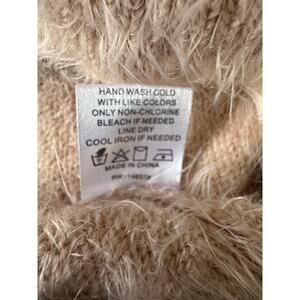 HAND WASH COLD
WITH LIKE COLORS
ONLY NON-CHLORINE
BLEACH IF NEEDED
LINE DRY
COOL IRON IF NEEDED
MADE IN CHINA